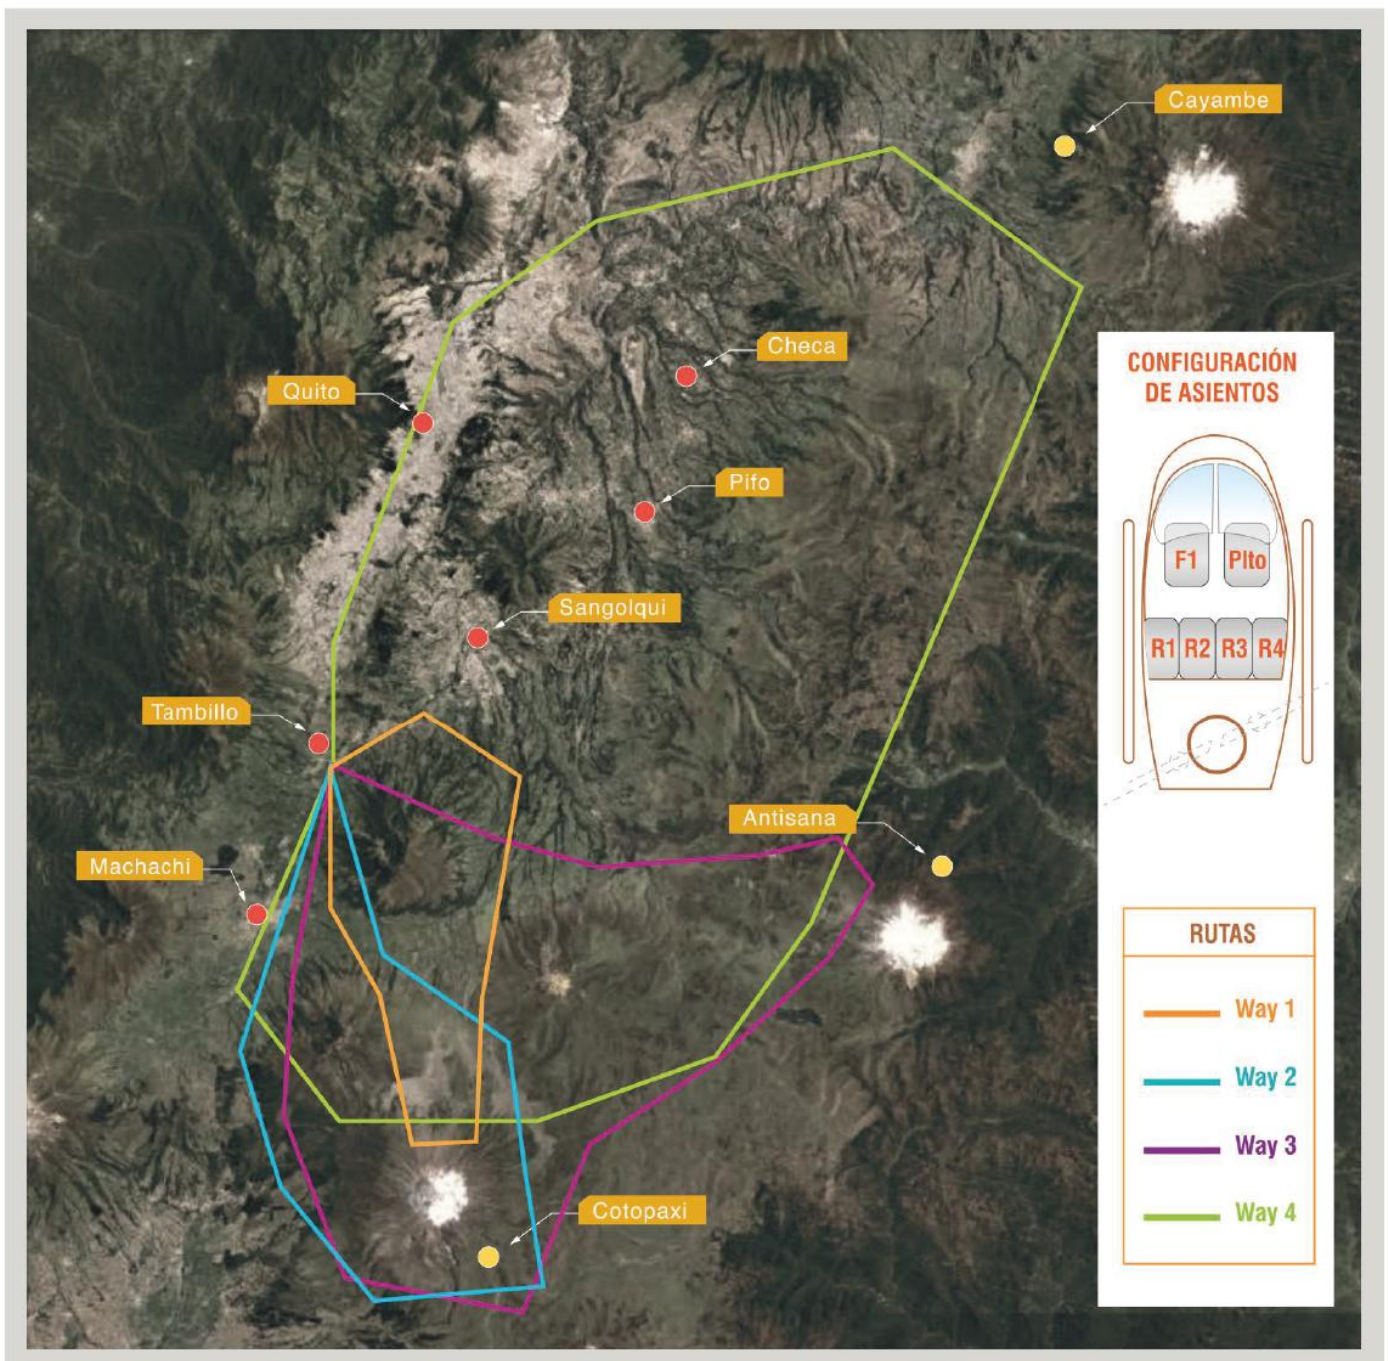 Cayambe
Checa
Quito
Pifo
Sangolqui
Tambillo
Antisana
Machachi
Cotopaxi
CONFIGURACIÓN
DE ASIENTOS
F1 Plto
R1 R2 R3 R4
RUTAS
Way 1
Way 2
Way 3
Way 4